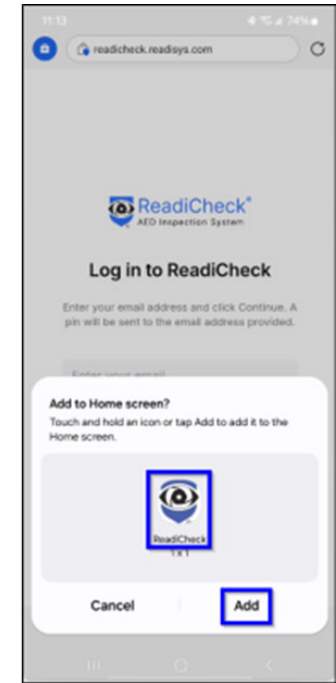 11:13
74%
readicheck.readisys.com
ReadiCheck®
AED Inspection System
Log in to ReadiCheck
Enter your email address and click Continue. A
pin will be sent to the email address provided.
Enter your email
Add to Home screen?
Touch and hold an icon or tap Add to add it to the
Home screen.
ReadiCheck
1 x 1
Cancel
Add